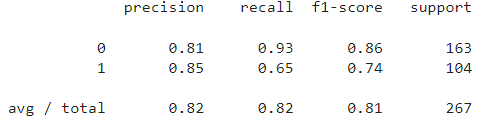 precision recall f1-score support
0 0.81 0.93 0.86 163
1 0.85 0.65 0.74 104
avg / total 0.82 0.82 0.81 267